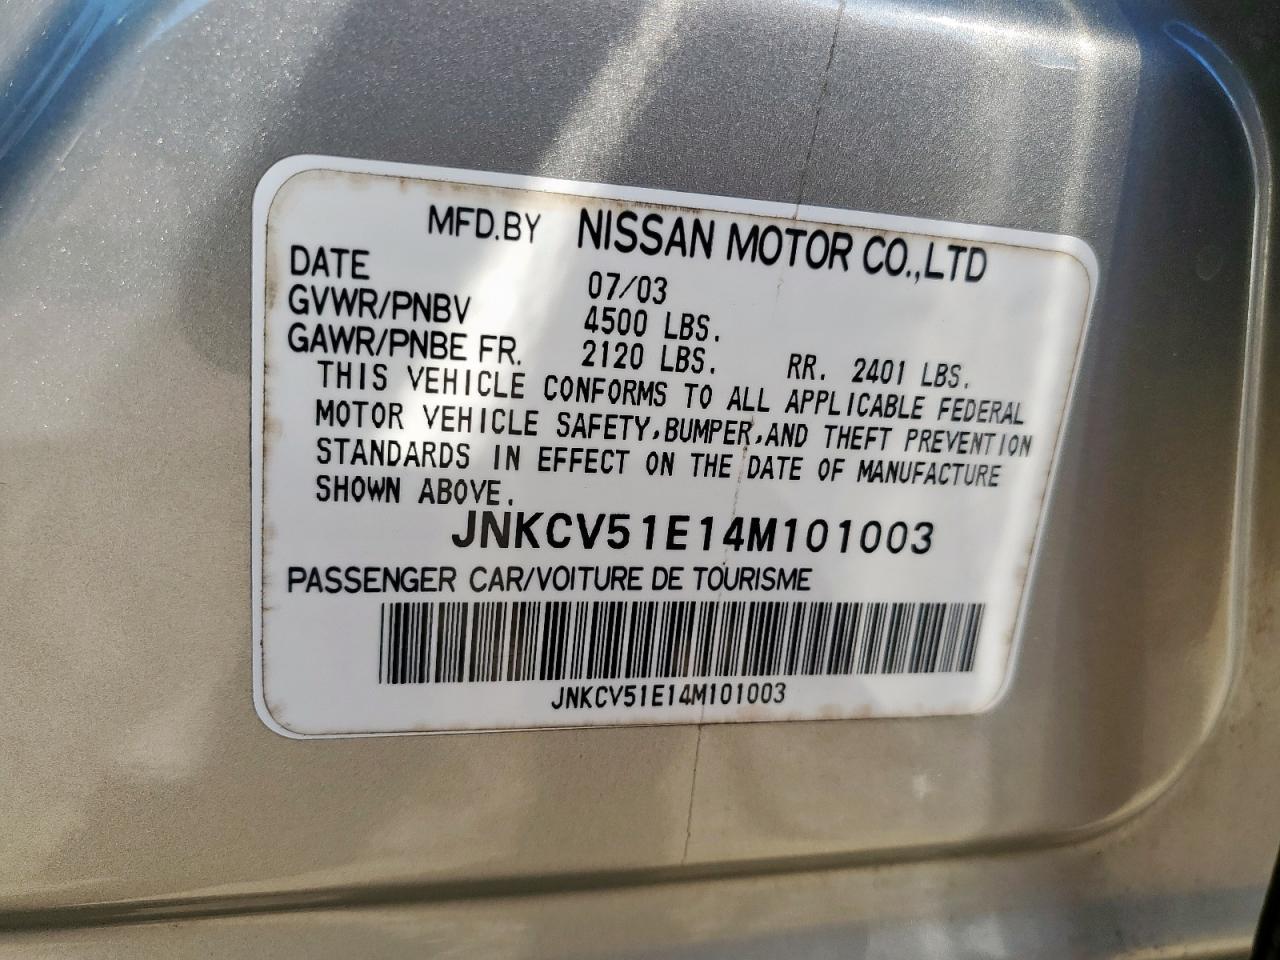 MFD.BY NISSAN MOTOR CO.,LTD
DATE 07/03
GVWR/PNBV 4500 LBS.
GAWR/PNBE FR. 2120 LBS. RR. 2401 LBS.
THIS VEHICLE CONFORMS TO ALL APPLICABLE FEDERAL
MOTOR VEHICLE SAFETY,BUMPER,AND THEFT PREVENTION
STANDARDS IN EFFECT ON THE DATE OF MANUFACTURE
SHOWN ABOVE.
JNKCV51E14M101003
PASSENGER CAR/VOITURE DE TOURISME
JNKCV51E14M101003